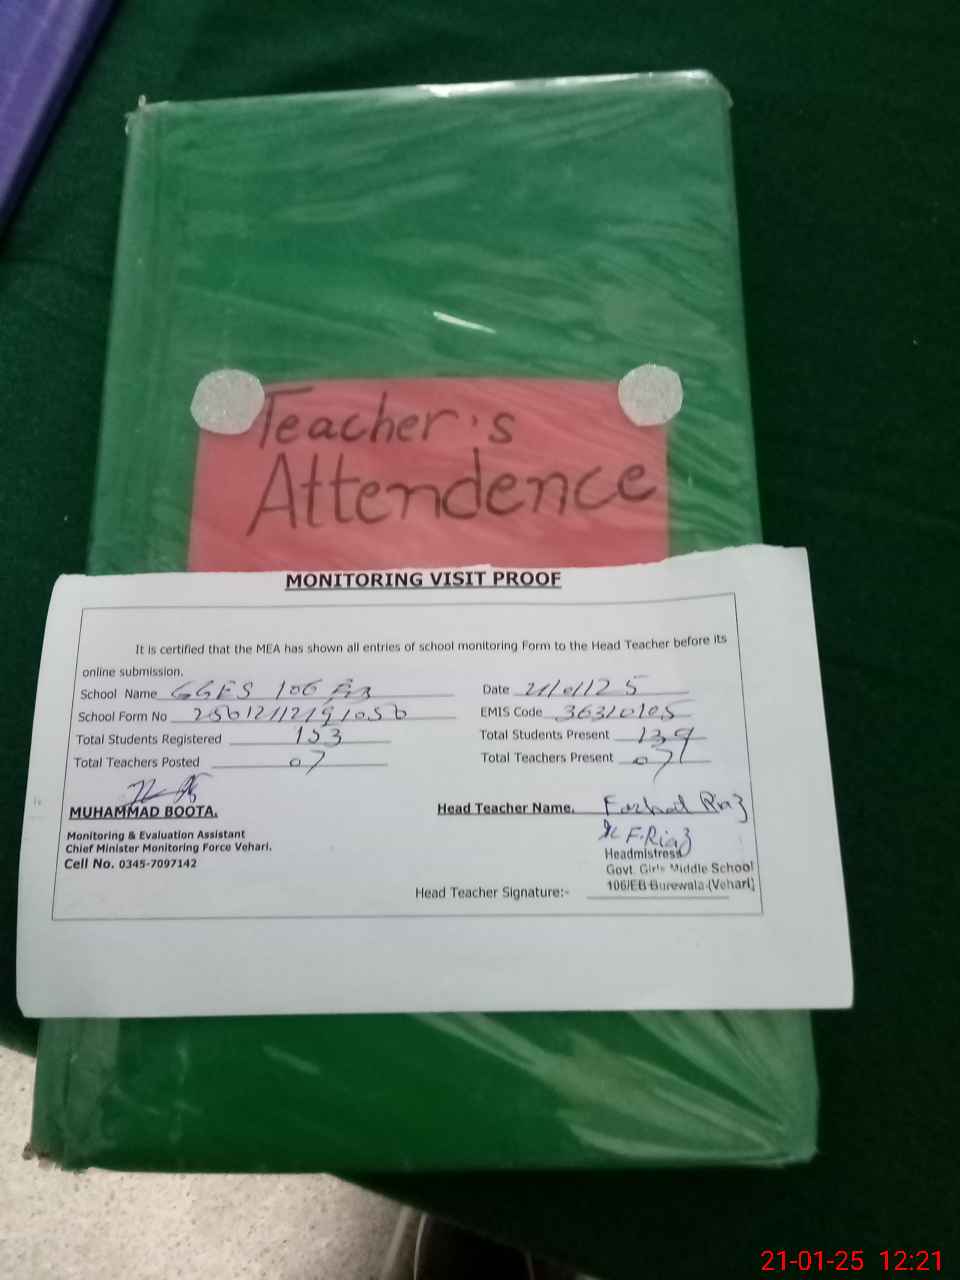 Teacher's
Attendence
MONITORING VISIT PROOF
It is certified that the MEA has shown all entries of school monitoring Form to the Head Teacher before its
online submission.
School Name GGES 106 EB Date 21/01/25
School Form No EMIS Code 36310105
Total Students Registered 153 Total Students Present 139
Total Teachers Posted 07 Total Teachers Present 07
MUHAMMAD BOOTA. Head Teacher Name. Farhat Riaz
Monitoring & Evaluation Assistant F.Riaz
Chief Minister Monitoring Force Vehari. Headmistress
Cell No. 0345-7097142 Govt. Girls Middle School
106/EB Burewala (Vehari)
Head Teacher Signature:-
21-01-25 12:21